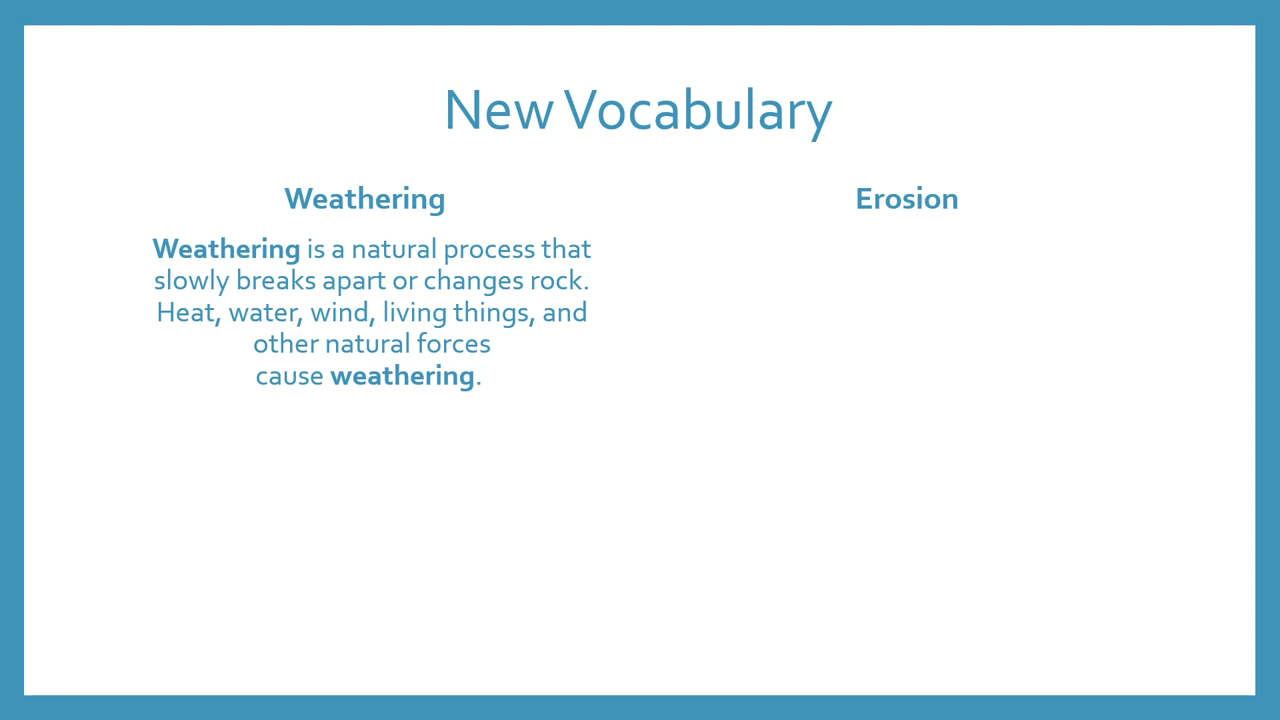 New Vocabulary
Weathering
Weathering is a natural process that
slowly breaks apart or changes rock.
Heat, water, wind, living things, and
other natural forces
cause weathering.
Erosion